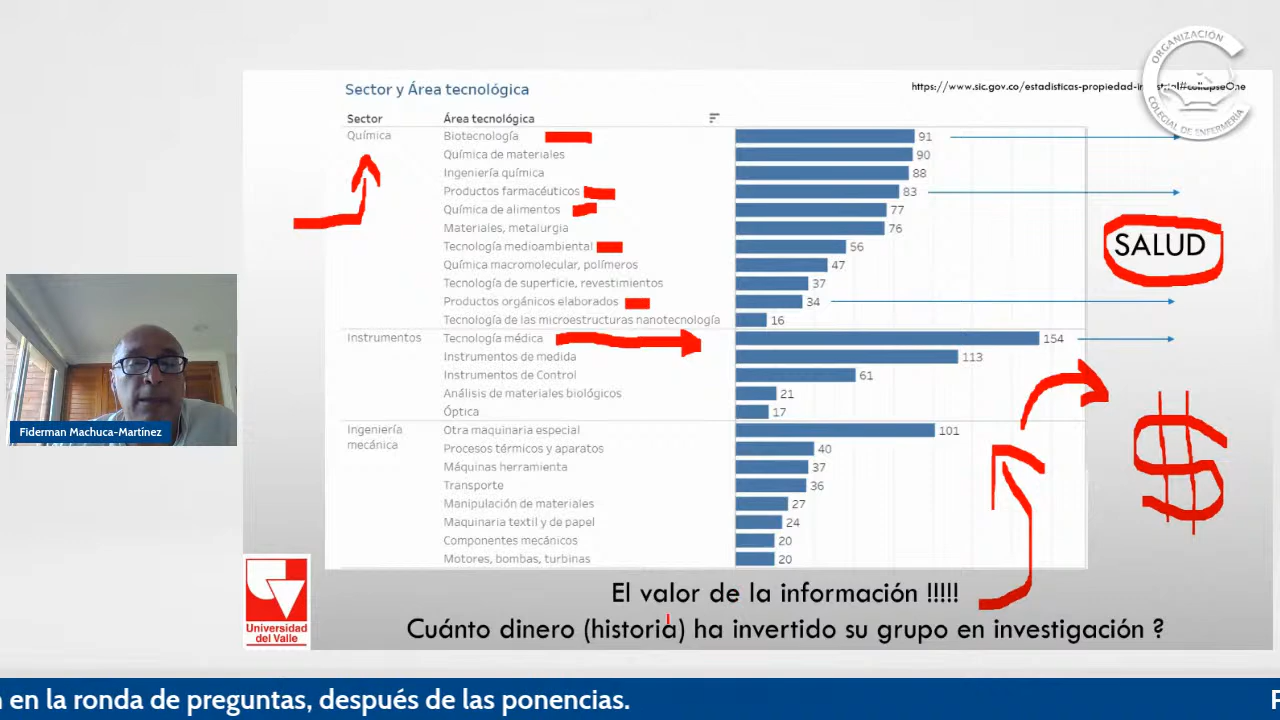 Sector y Área tecnológica
https://www.sic.gov.co/estadisticas-propiedad-industrial#collapseOne
ORGANIZACIÓN
COLEGIAL DE ENFERMERÍA
Sector Área tecnológica
Química Biotecnología 91
Química de materiales 90
Ingeniería química 88
Productos farmacéuticos 83
Química de alimentos 77
Materiales, metalurgia 76
Tecnología medioambiental 56
SALUD
Química macromolecular, polímeros 47
Tecnología de superficie, revestimientos 37
Productos orgánicos elaborados 34
Tecnología de las microestructuras nanotecnología 16
Instrumentos Tecnología médica 154
Instrumentos de medida 113
Instrumentos de Control 61
Análisis de materiales biológicos 21
Óptica 17
Ingeniería mecánica Otra maquinaria especial 101
Procesos térmicos y aparatos 40
Máquinas herramienta 37
Transporte 36
Manipulación de materiales 27
Maquinaria textil y de papel 24
Componentes mecánicos 20
Motores, bombas, turbinas 20
$
Fiderman Machuca-Martínez
El valor de la información !!!!!
Cuánto dinero (historia) ha invertido su grupo en investigación ?
Universidad
del Valle
en la ronda de preguntas, después de las ponencias.